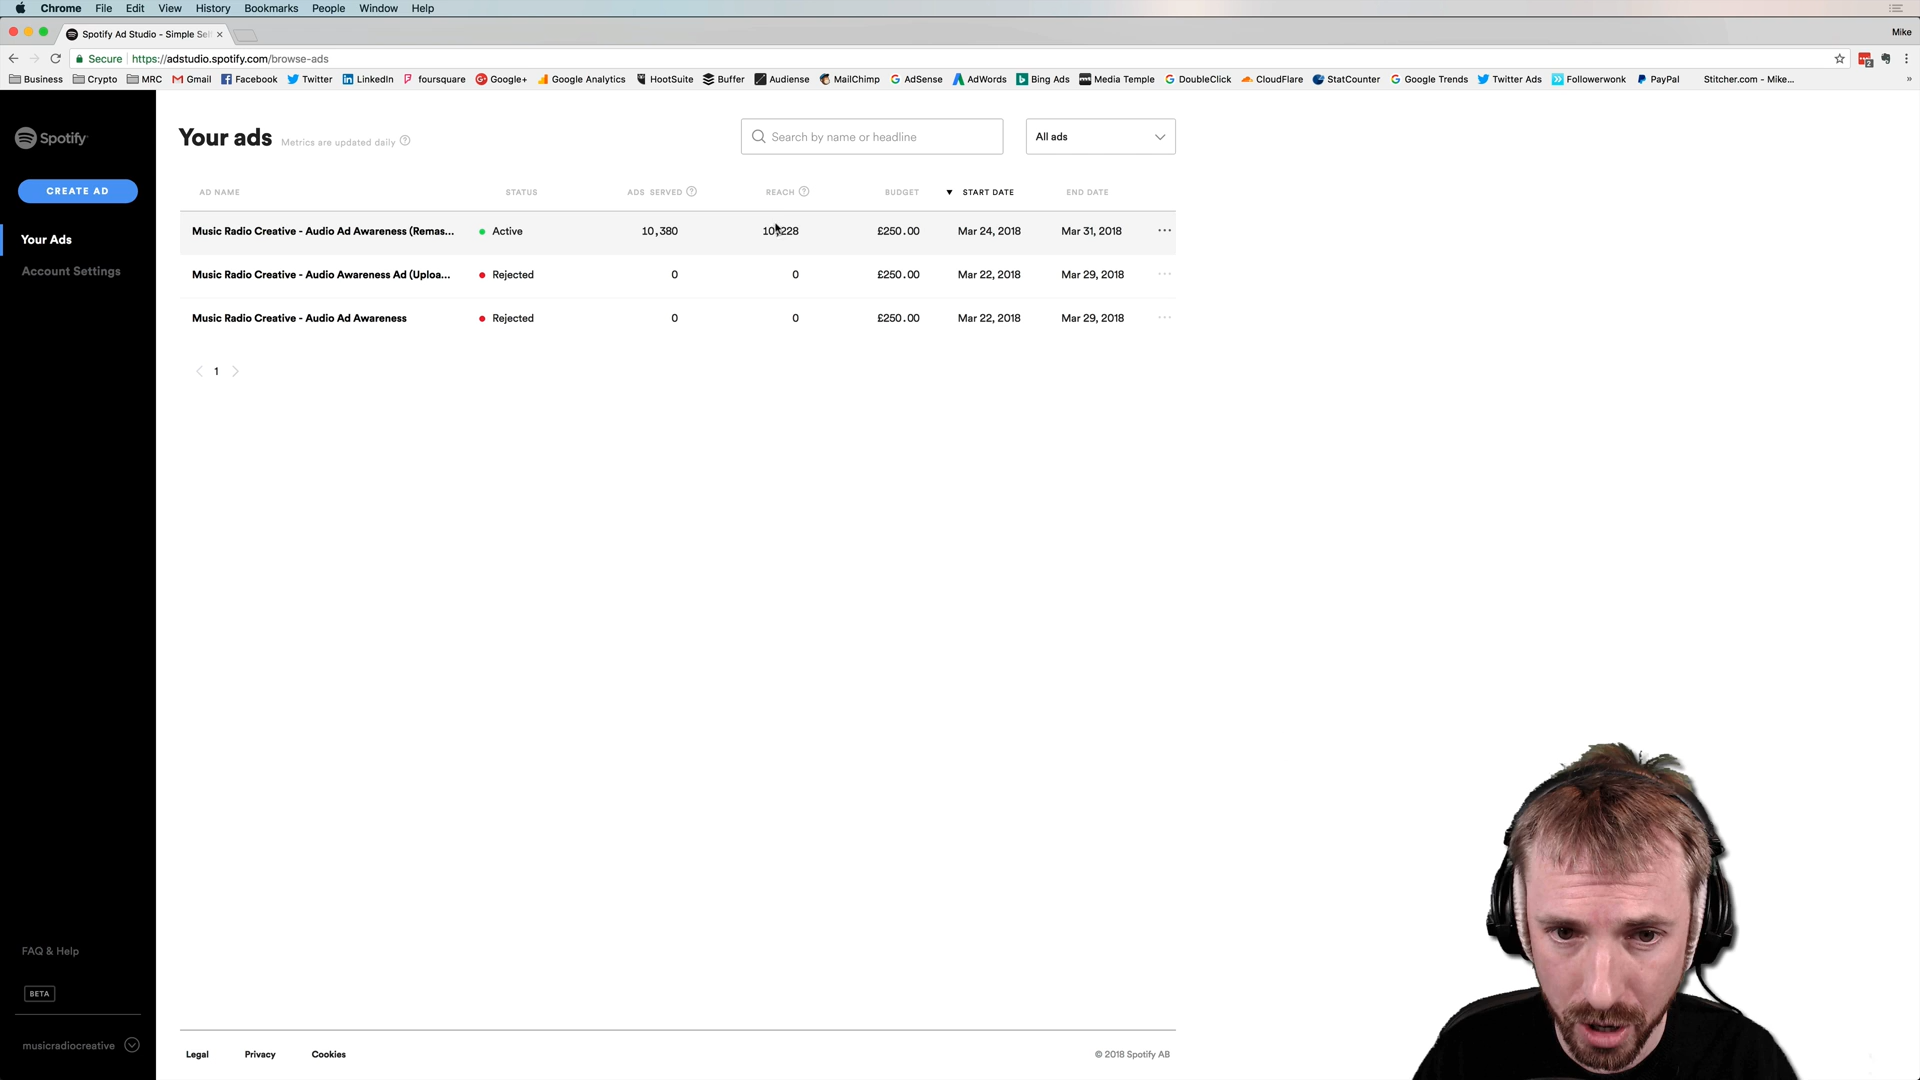 Chrome File Edit View History Bookmarks People Window Help
Spotify Ad Studio - Simple Sel
Mike
Secure https://adstudio.spotify.com/browse-ads
Business Crypto MRC Gmail Facebook Twitter LinkedIn foursquare Google+ Google Analytics HootSuite Buffer Audiense MailChimp AdSense AdWords Bing Ads Media Temple DoubleClick CloudFlare StatCounter Google Trends Twitter Ads Followerwonk PayPal Stitcher.com - Mike... »
Spotify
CREATE AD
Your Ads
Account Settings
FAQ & Help
BETA
musicradiocreative
Your ads Metrics are updated daily
Search by name or headline
All ads
AD NAME STATUS ADS SERVED REACH BUDGET START DATE END DATE
Music Radio Creative - Audio Ad Awareness (Remas... Active 10,380 10,228 £250.00 Mar 24, 2018 Mar 31, 2018
Music Radio Creative - Audio Awareness Ad (Uploa... Rejected 0 0 £250.00 Mar 22, 2018 Mar 29, 2018
Music Radio Creative - Audio Ad Awareness Rejected 0 0 £250.00 Mar 22, 2018 Mar 29, 2018
1
Legal Privacy Cookies © 2018 Spotify AB